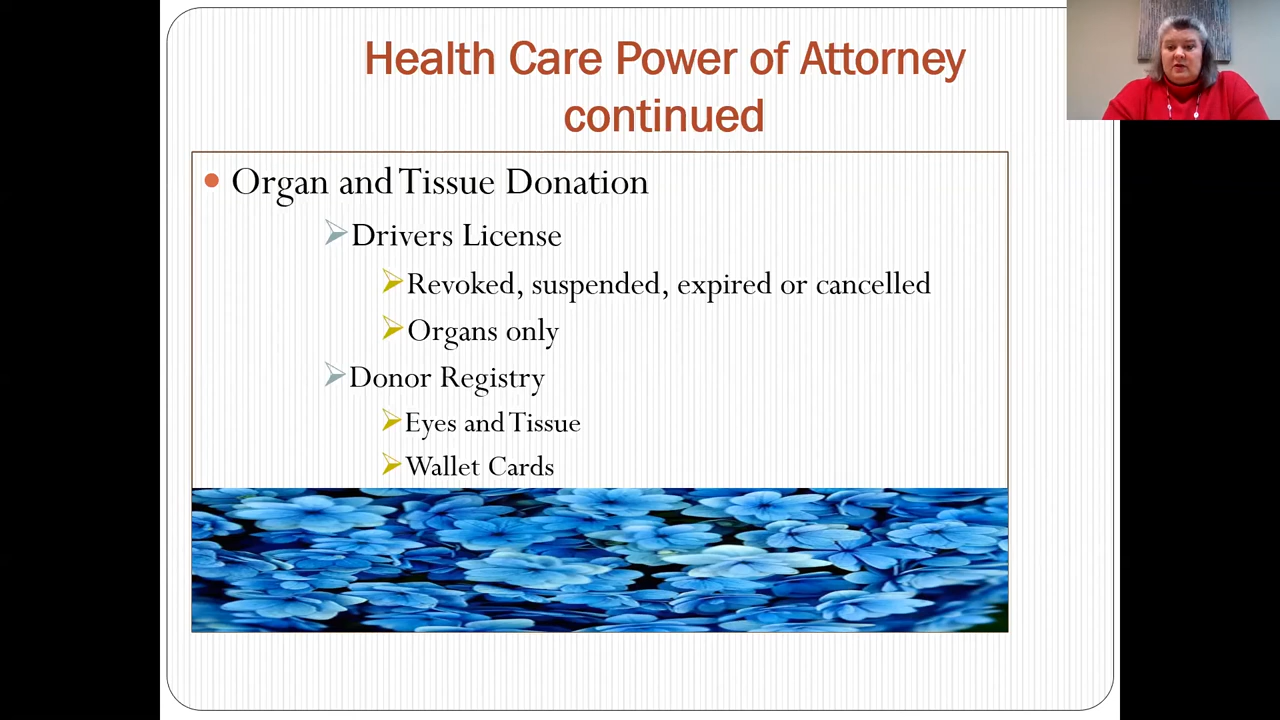 Health Care Power of Attorney
continued
Organ and Tissue Donation
Drivers License
Revoked, suspended, expired or cancelled
Organs only
Donor Registry
Eyes and Tissue
Wallet Cards